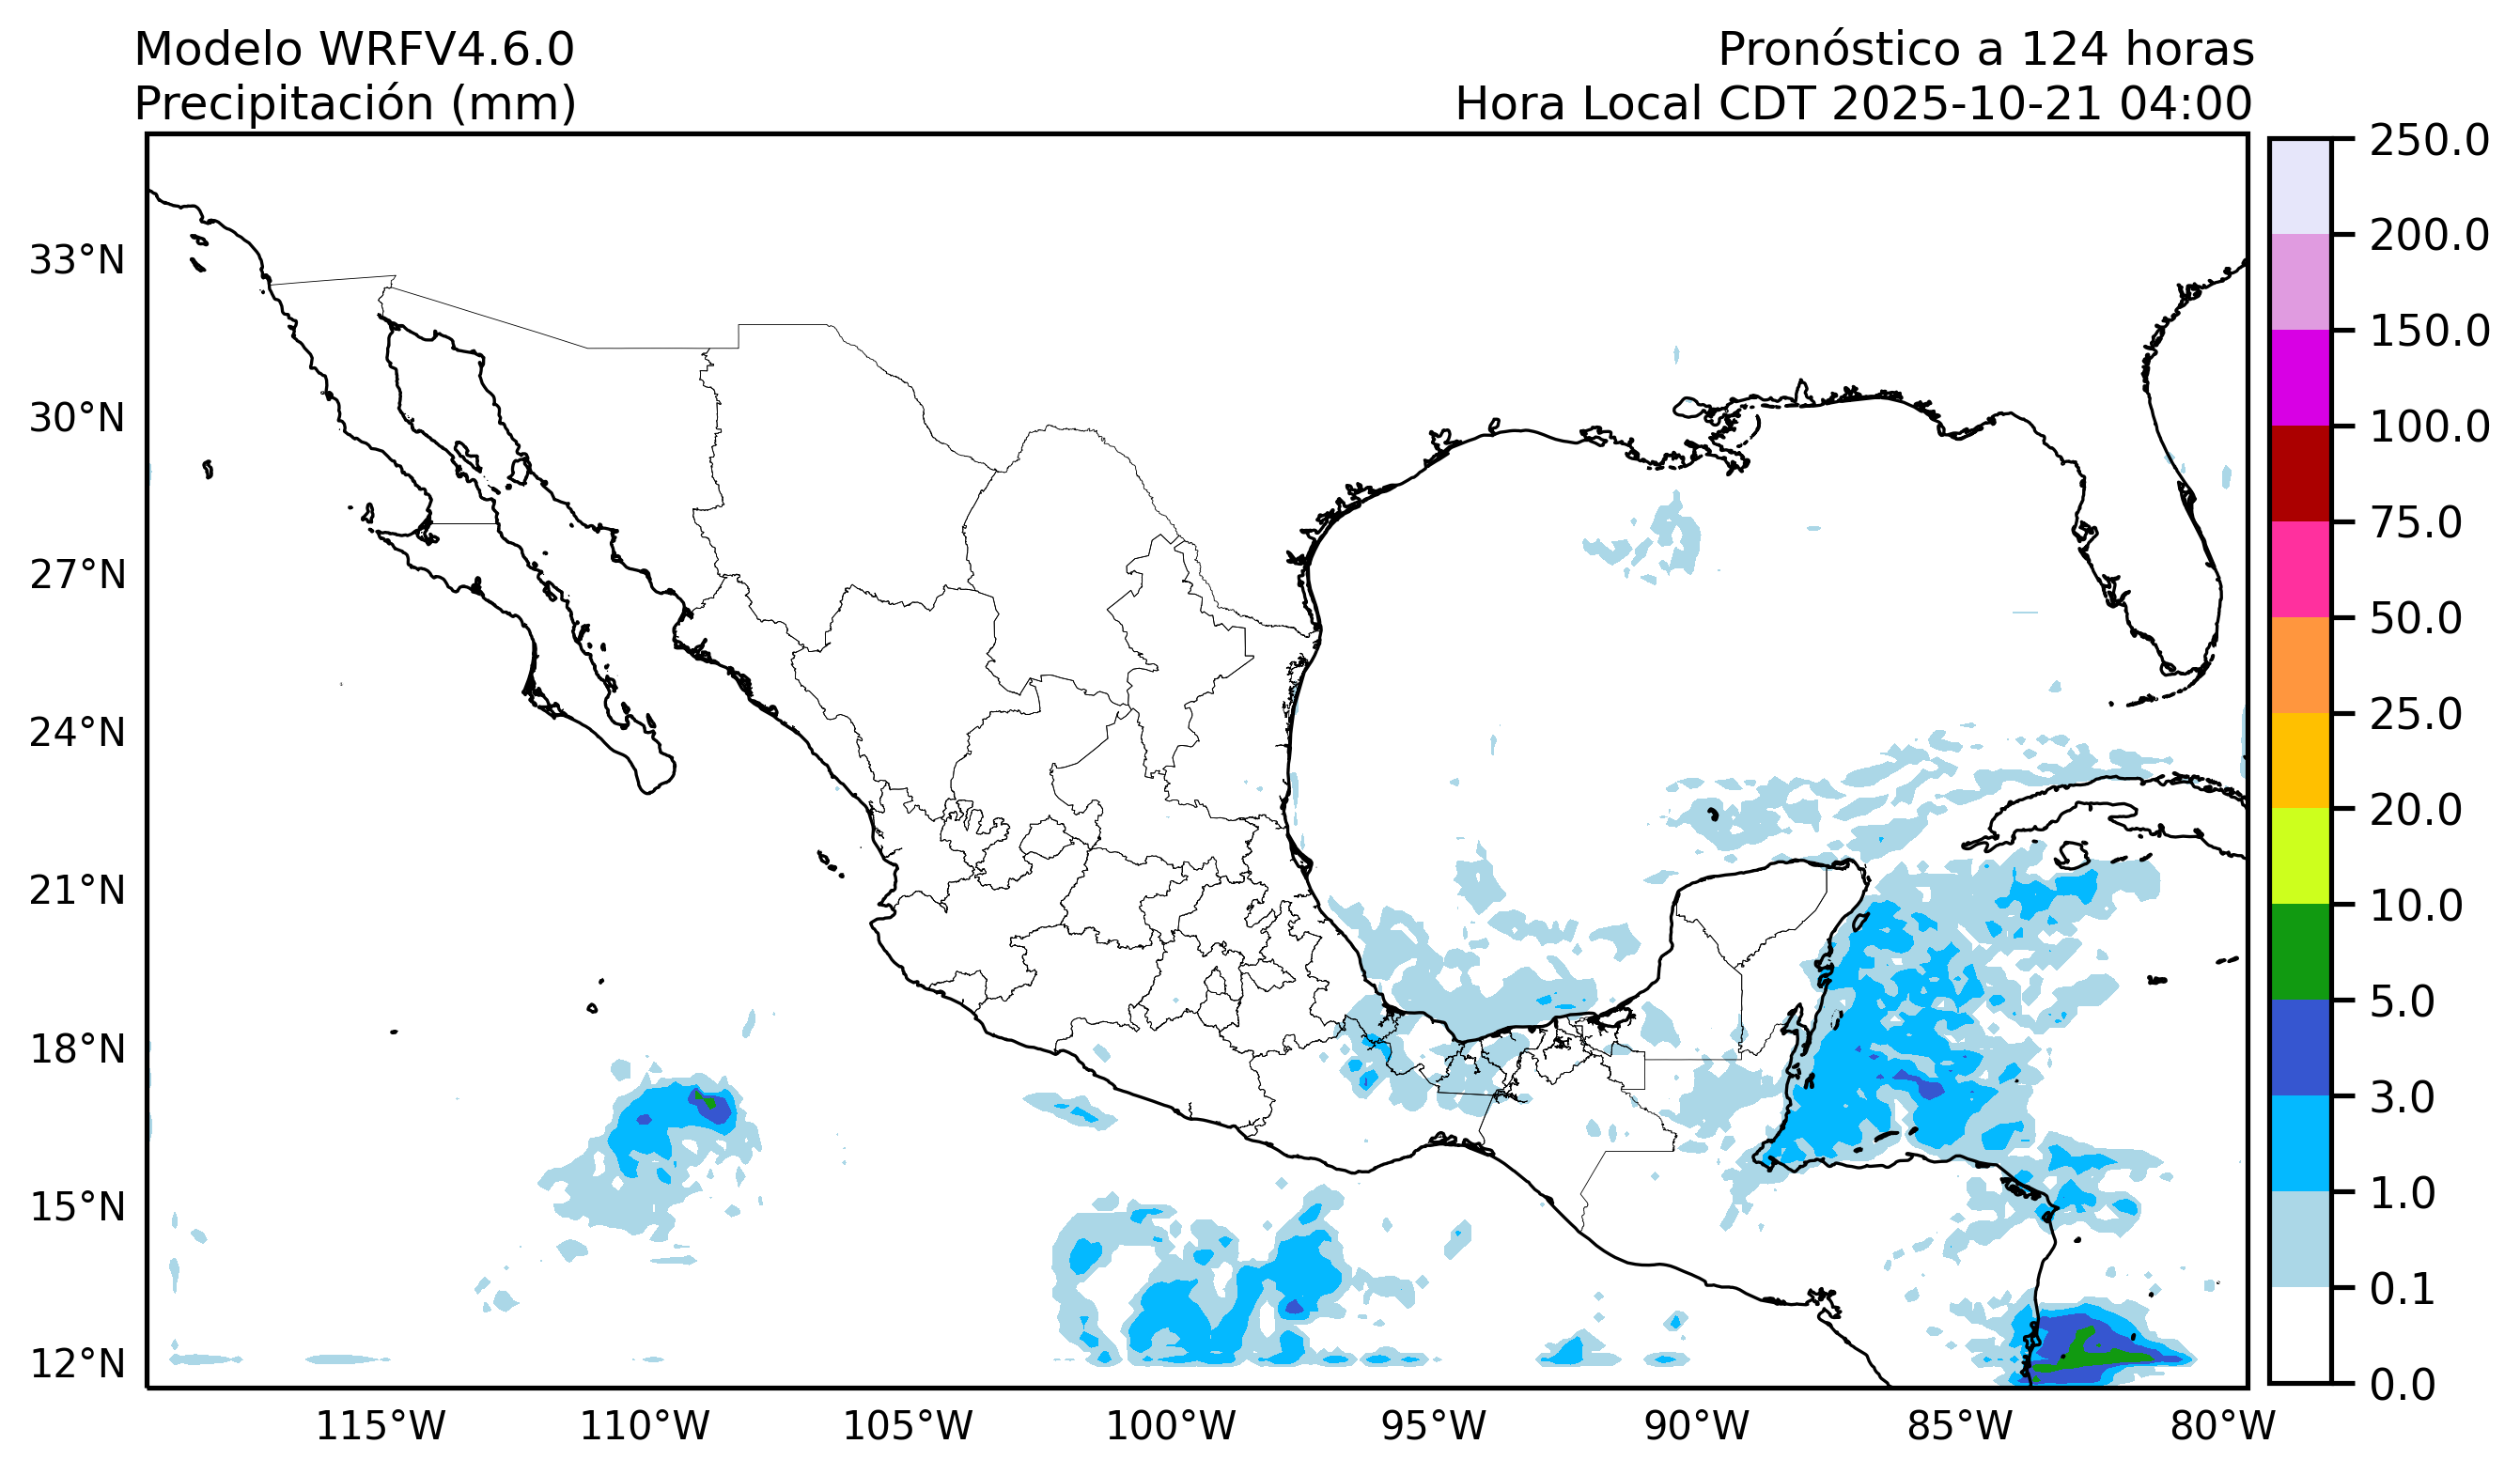 Modelo WRFV4.6.0
Precipitación (mm)
Pronóstico a 124 horas
Hora Local CDT 2025-10-21 04:00
33°N
30°N
27°N
24°N
21°N
18°N
15°N
12°N
115°W
110°W
105°W
100°W
95°W
90°W
85°W
80°W
250.0
200.0
150.0
100.0
75.0
50.0
25.0
20.0
10.0
5.0
3.0
1.0
0.1
0.0